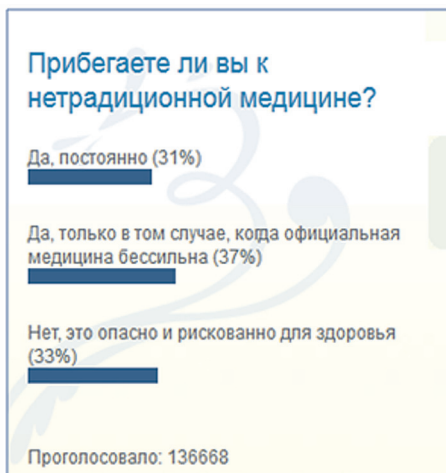 Прибегаете ли вы к
нетрадиционной медицине?
Да, постоянно (31%)
Да, только в том случае, когда официальная
медицина бессильна (37%)
Нет, это опасно и рискованно для здоровья
(33%)
Проголосовало: 136668